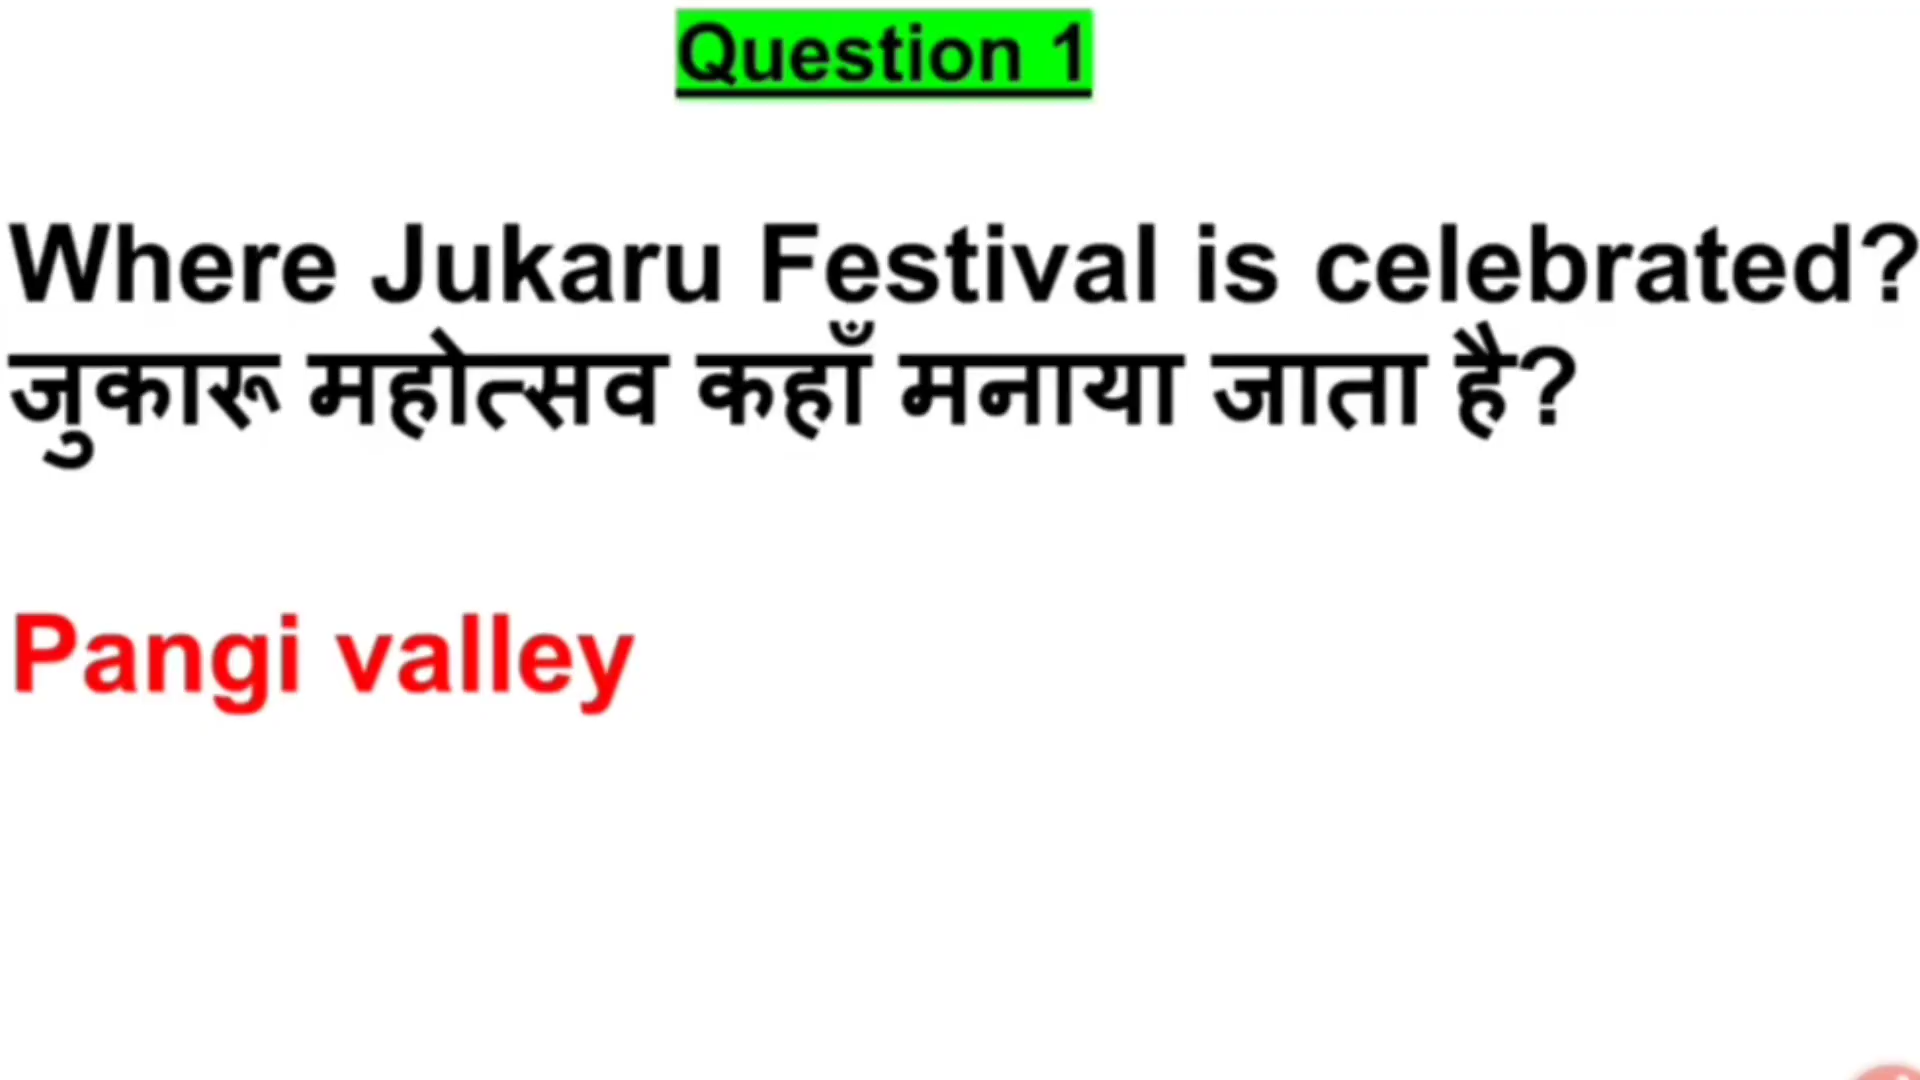 Question 1
Where Jukaru Festival is celebrated?
जुकारू महोत्सव कहाँ मनाया जाता है?
Pangi valley